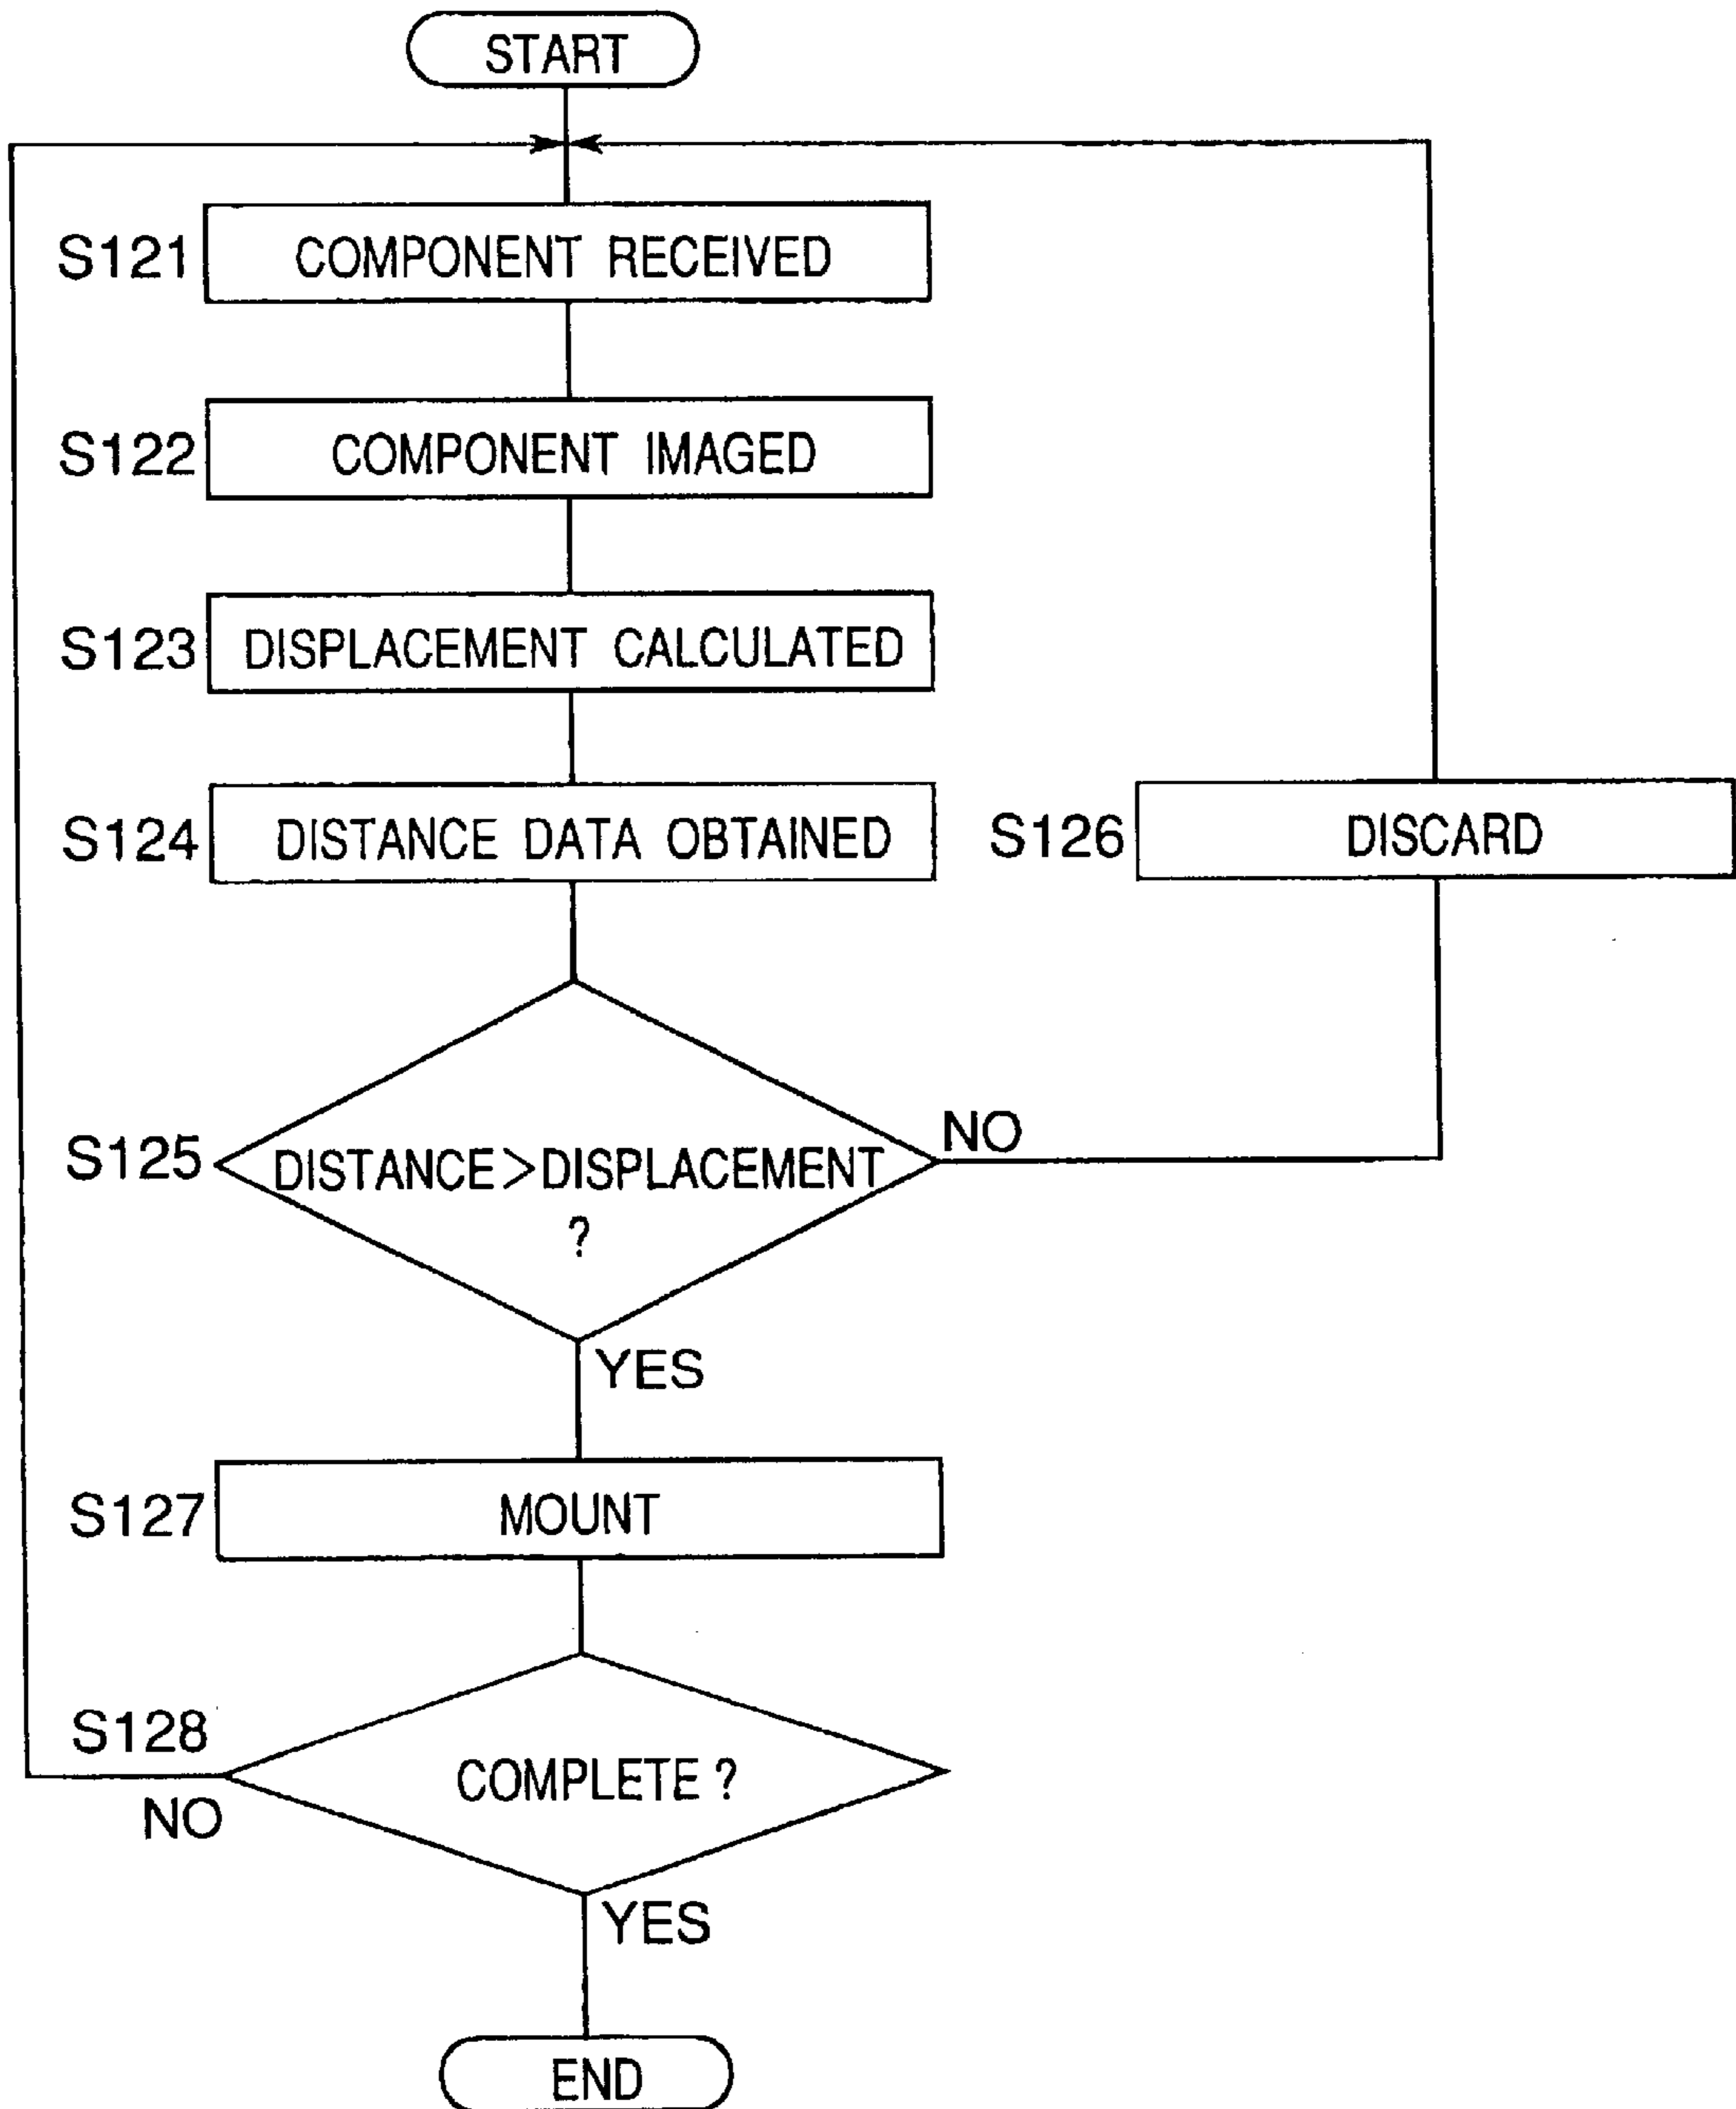 START
S121 COMPONENT RECEIVED
S122 COMPONENT IMAGED
S123 DISPLACEMENT CALCULATED
S124 DISTANCE DATA OBTAINED
S126 DISCARD
S125 DISTANCE>DISPLACEMENT
?
NO
YES
S127 MOUNT
S128
COMPLETE ?
NO
YES
END